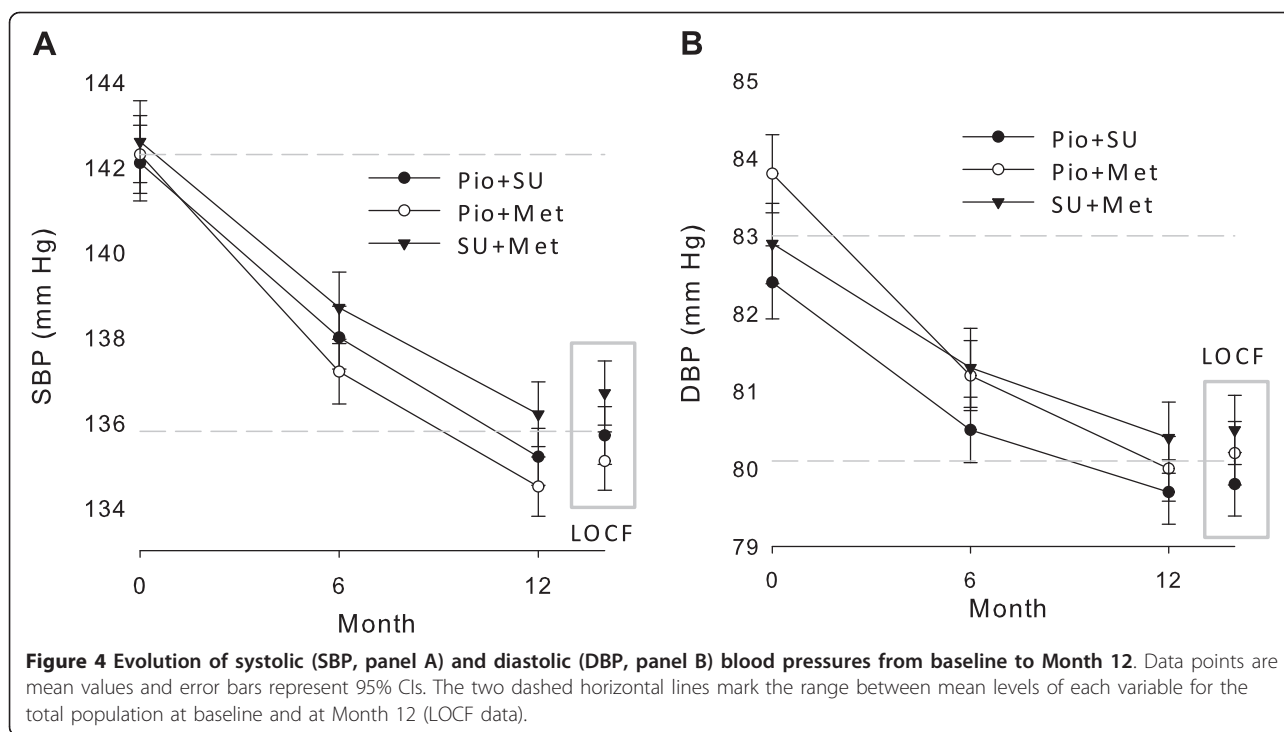 A
144
142
140
138
136
134
SBP (mm Hg)
Pio+SU
Pio+Met
SU+Met
LOCF
0
6
12
Month
B
85
84
83
82
81
80
79
DBP (mm Hg)
Pio+SU
Pio+Met
SU+Met
LOCF
0
6
12
Month
Figure 4 Evolution of systolic (SBP, panel A) and diastolic (DBP, panel B) blood pressures from baseline to Month 12. Data points are
mean values and error bars represent 95% CIs. The two dashed horizontal lines mark the range between mean levels of each variable for the
total population at baseline and at Month 12 (LOCF data).